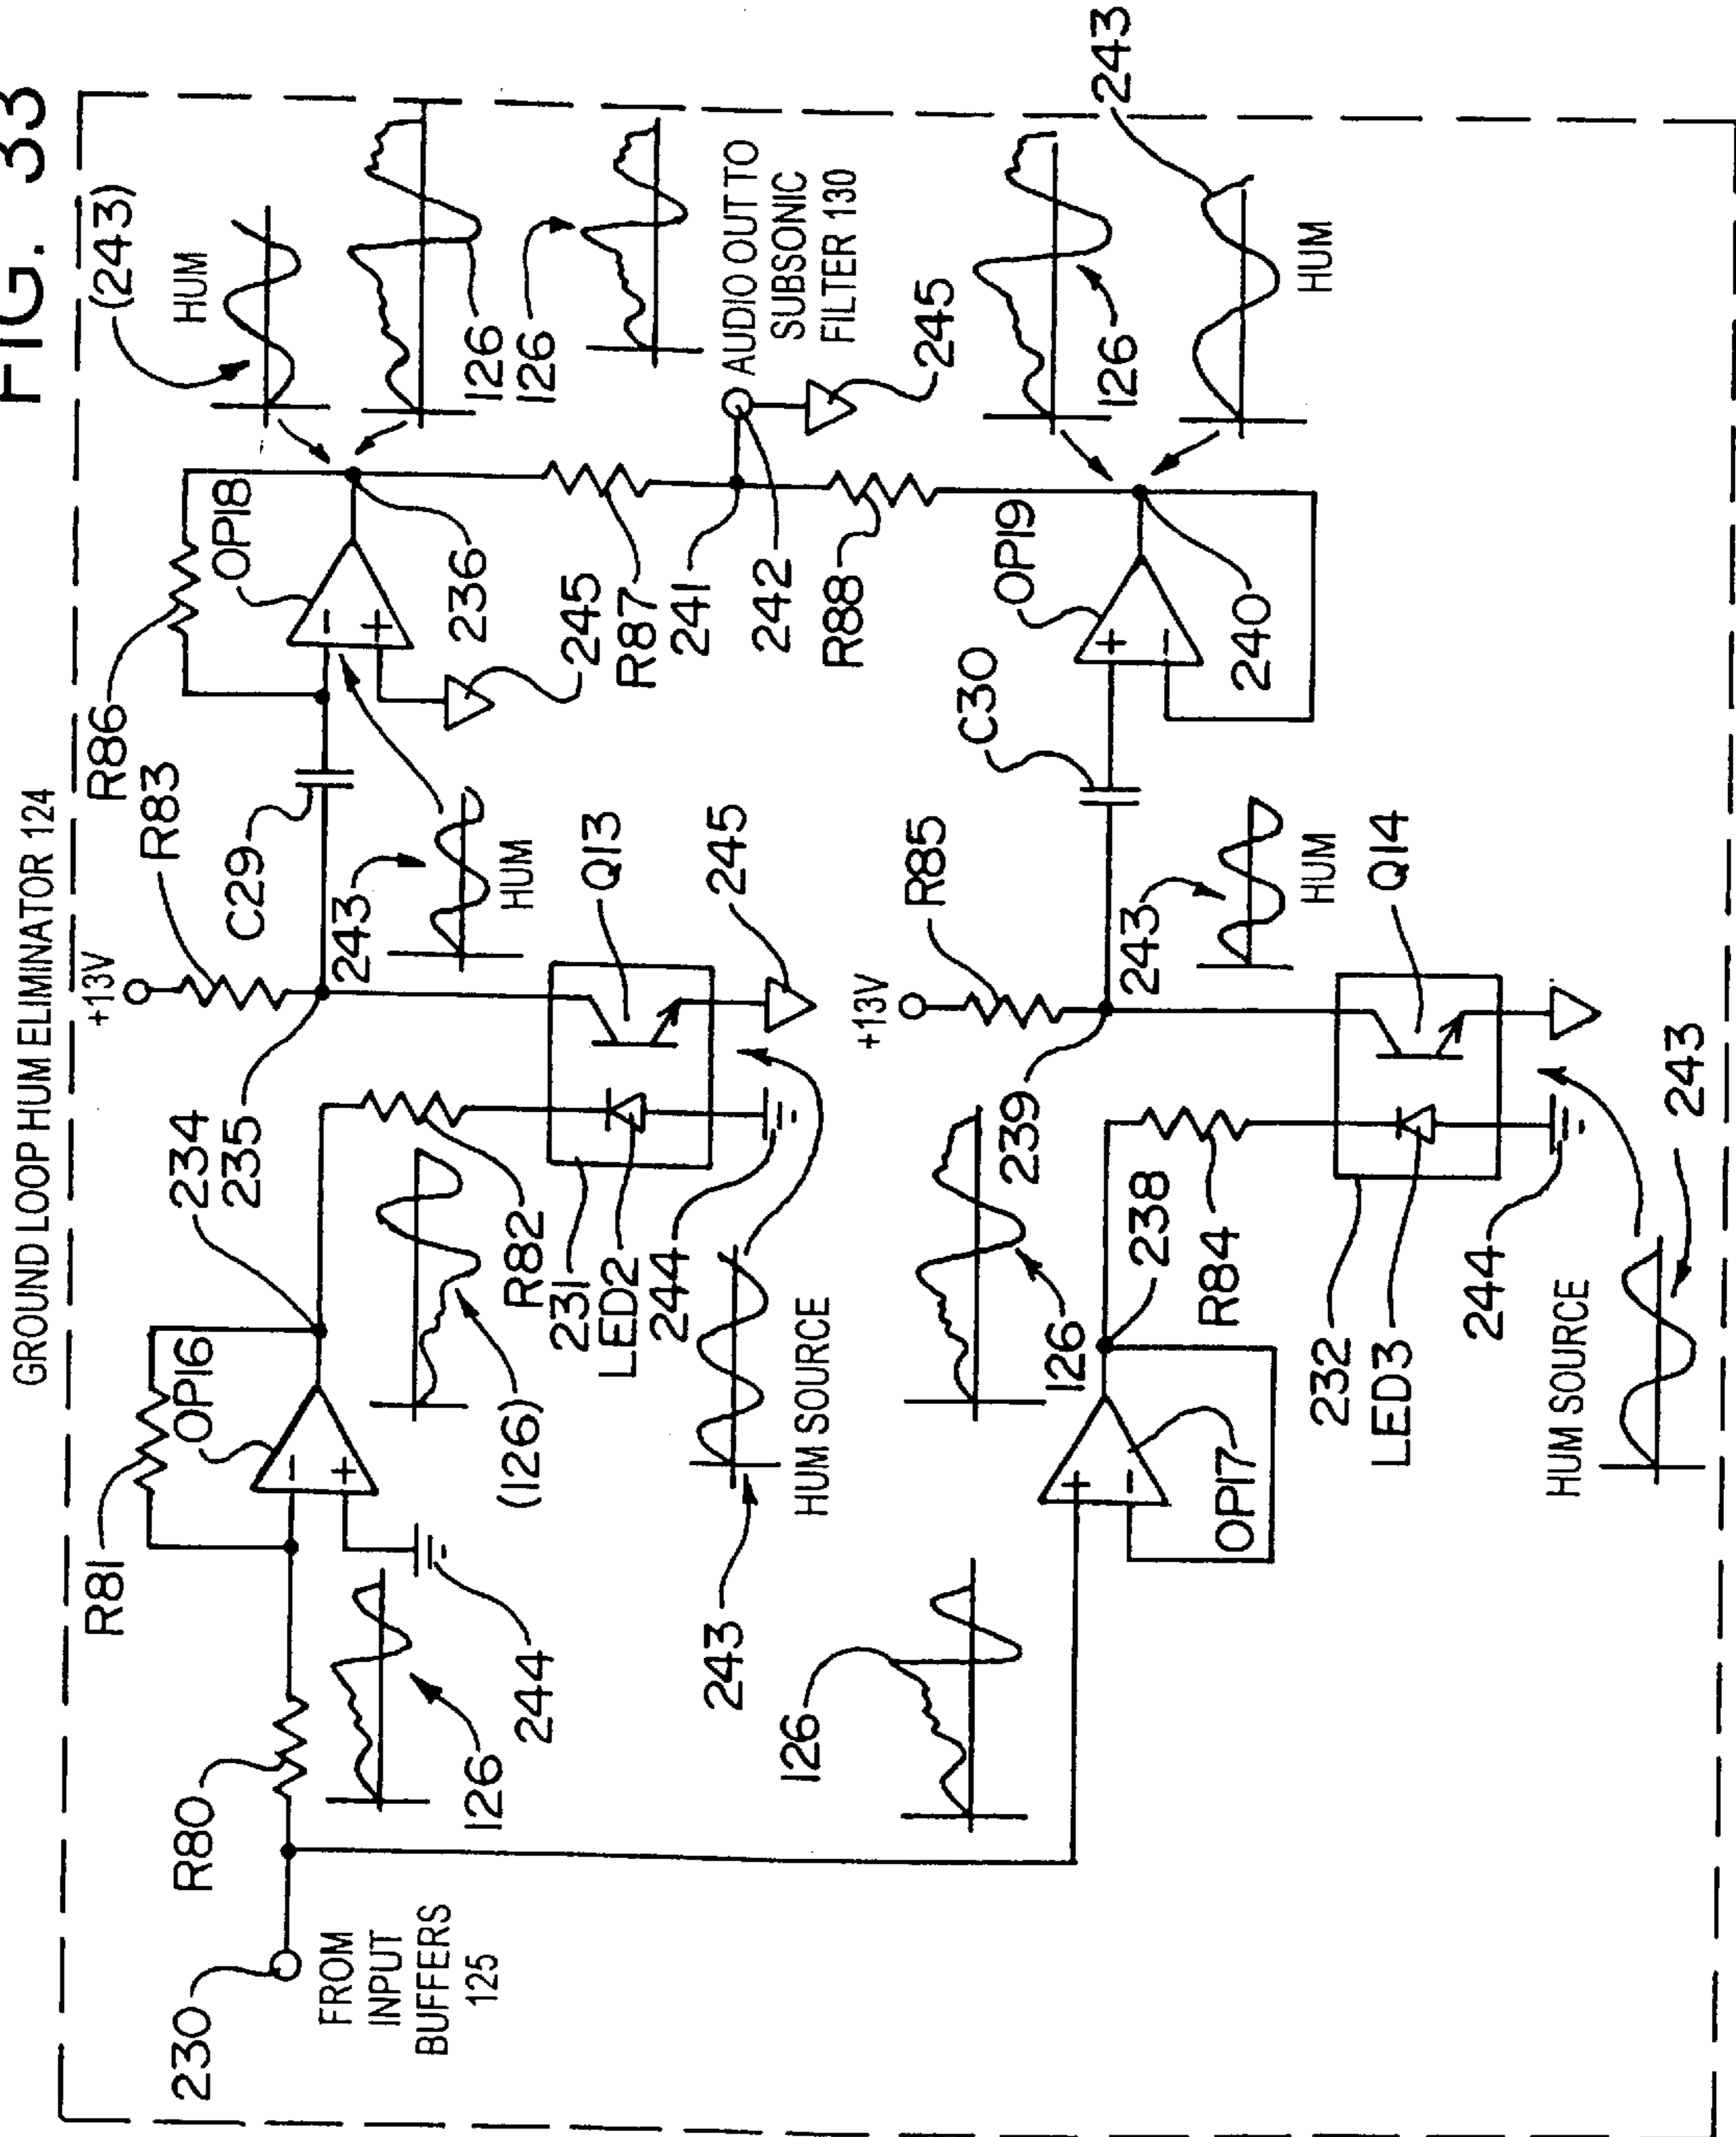 FIG. 33
GROUND LOOP HUM ELIMINATOR 124
230
FROM
INPUT
BUFFERS
125
R80
R81
OP16
-
+
126
244
(126)
234
235
R82
231
LED2
244
243
HUM SOURCE
+13V
R83
C29
243
HUM
Q13
245
R86
OP18
-
+
236
245
R87
241
242
R88
(243)
HUM
126
126
AUDIO OUT TO
SUBSONIC
FILTER 130
245
126
+
-
OP17
126
238
239
R84
232
LED3
244
HUM SOURCE
243
+13V
R85
C30
243
HUM
Q14
OP19
+
-
240
126
243
HUM